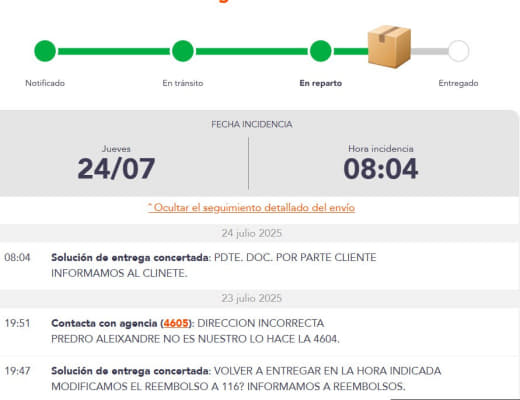 Notificado
En tránsito
En reparto
Entregado
FECHA INCIDENCIA
Jueves
24/07
Hora incidencia
08:04
ˆ Ocultar el seguimiento detallado del envío
24 julio 2025
08:04 Solución de entrega concertada: PDTE. DOC. POR PARTE CLIENTE
INFORMAMOS AL CLINETE.
23 julio 2025
19:51 Contacta con agencia (4605): DIRECCION INCORRECTA
PREDRO ALEIXANDRE NO ES NUESTRO LO HACE LA 4604.
19:47 Solución de entrega concertada: VOLVER A ENTREGAR EN LA HORA INDICADA
MODIFICAMOS EL REEMBOLSO A 116? INFORMAMOS A REEMBOLSOS.